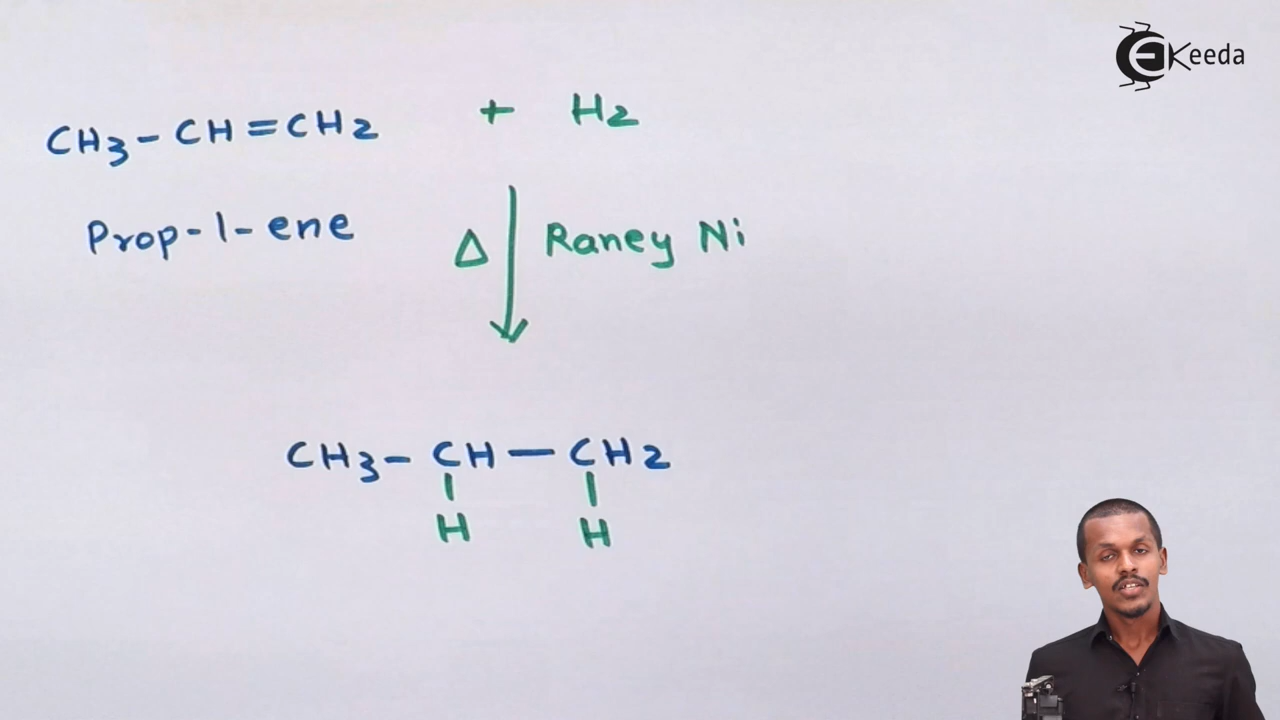 EKeeda
CH3-CH=CH2 + H2
Prop-1-ene
Δ Raney Ni
CH3-CH-CH2
H H